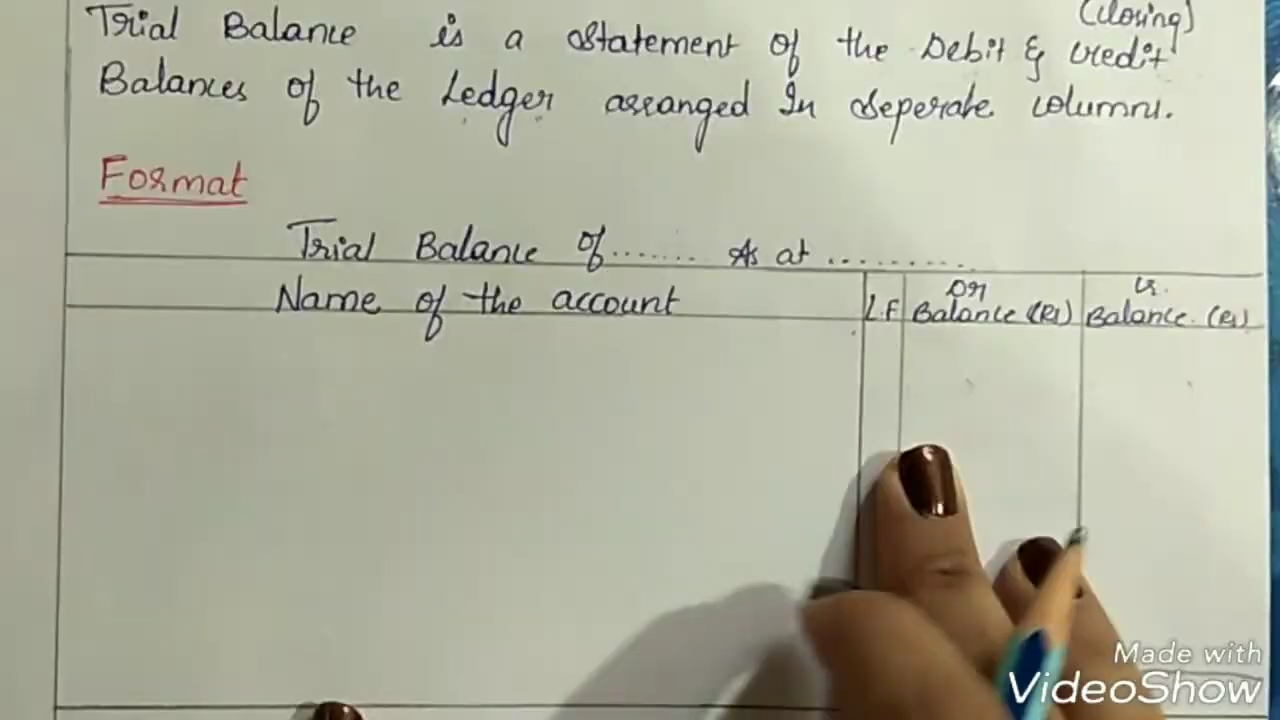 (closing)
Trial Balance is a statement of the Debit & credit
Balances of the Ledger arranged In seperate columns.
Format
Trial Balance of....... As at ..........
Name of the account
L.F
Dr
Balance (Rs)
Cr.
Balance. (Rs)
Made with
VideoShow